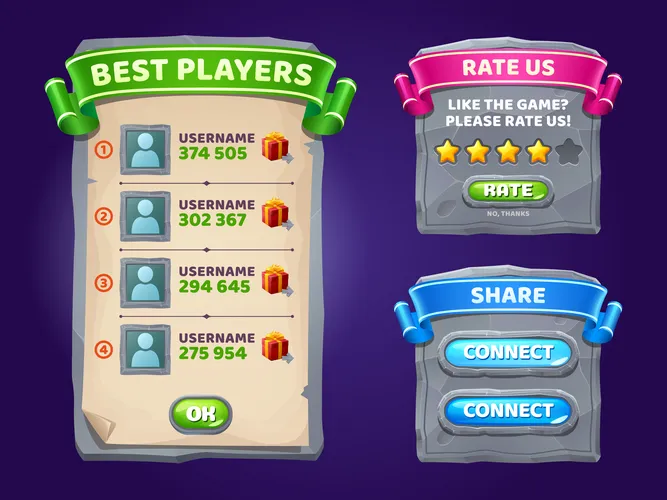 BEST PLAYERS
1
USERNAME
374 505
2
USERNAME
302 367
3
USERNAME
294 645
4
USERNAME
275 954
OK
RATE US
LIKE THE GAME?
PLEASE RATE US!
RATE
NO, THANKS
SHARE
CONNECT
CONNECT